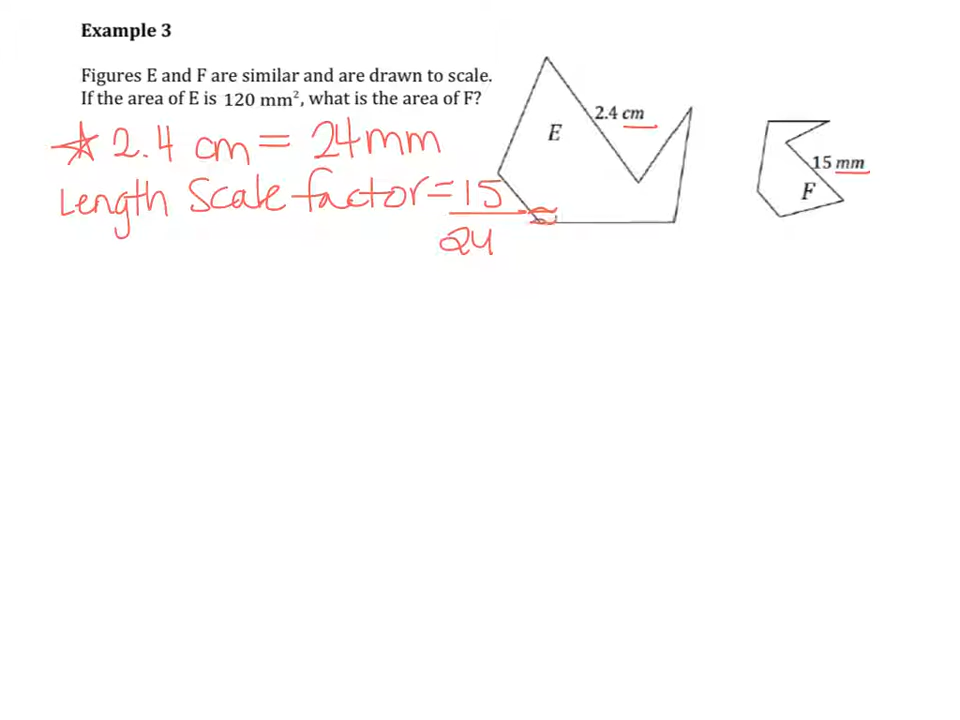 Example 3
Figures E and F are similar and are drawn to scale.
If the area of E is 120 mm², what is the area of F?
2.4 cm
E
15 mm
F
☆ 2.4 cm = 24mm
Length Scale factor = 15/24 =